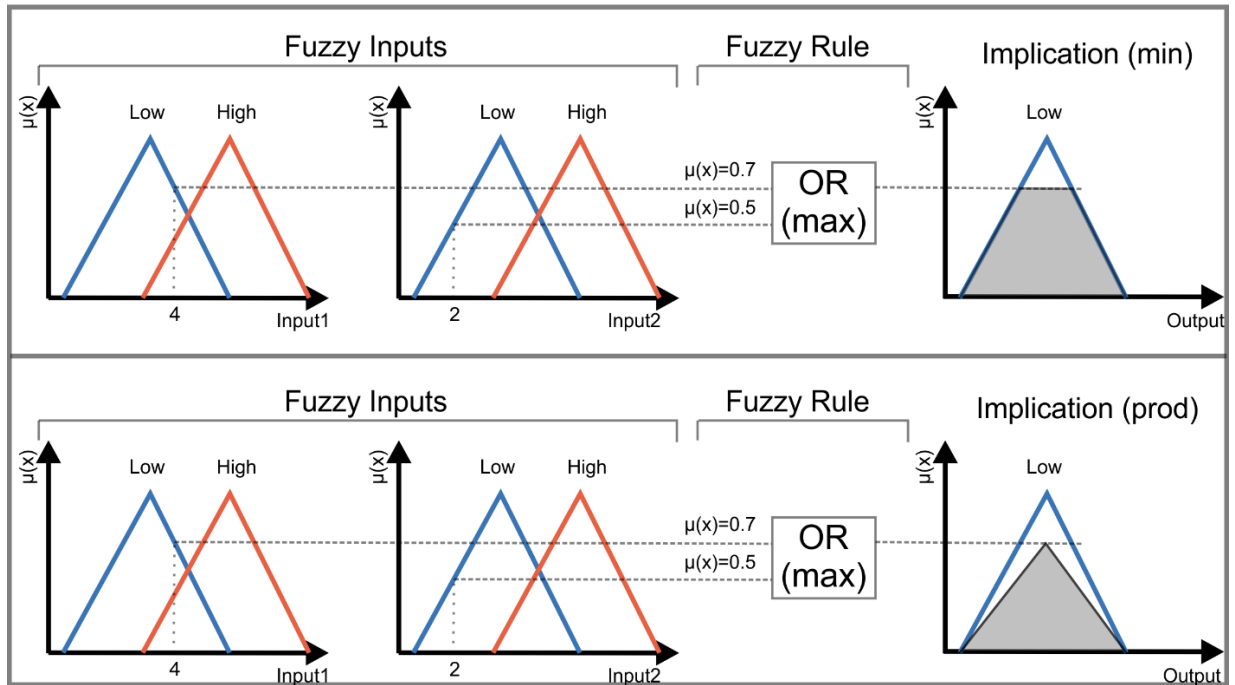 Fuzzy Inputs
Fuzzy Rule
Implication (min)
μ(x)
Low
High
4
Input1
μ(x)
Low
High
2
Input2
μ(x)=0.7
μ(x)=0.5
OR
(max)
μ(x)
Low
Output
Fuzzy Inputs
Fuzzy Rule
Implication (prod)
μ(x)
Low
High
4
Input1
μ(x)
Low
High
2
Input2
μ(x)=0.7
μ(x)=0.5
OR
(max)
μ(x)
Low
Output